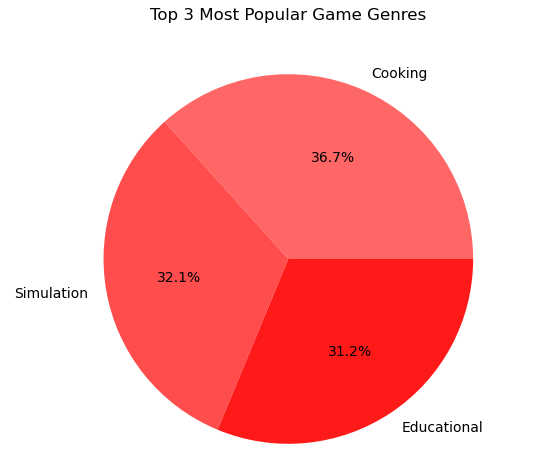 Top 3 Most Popular Game Genres
Cooking
36.7%
32.1%
Simulation
31.2%
Educational